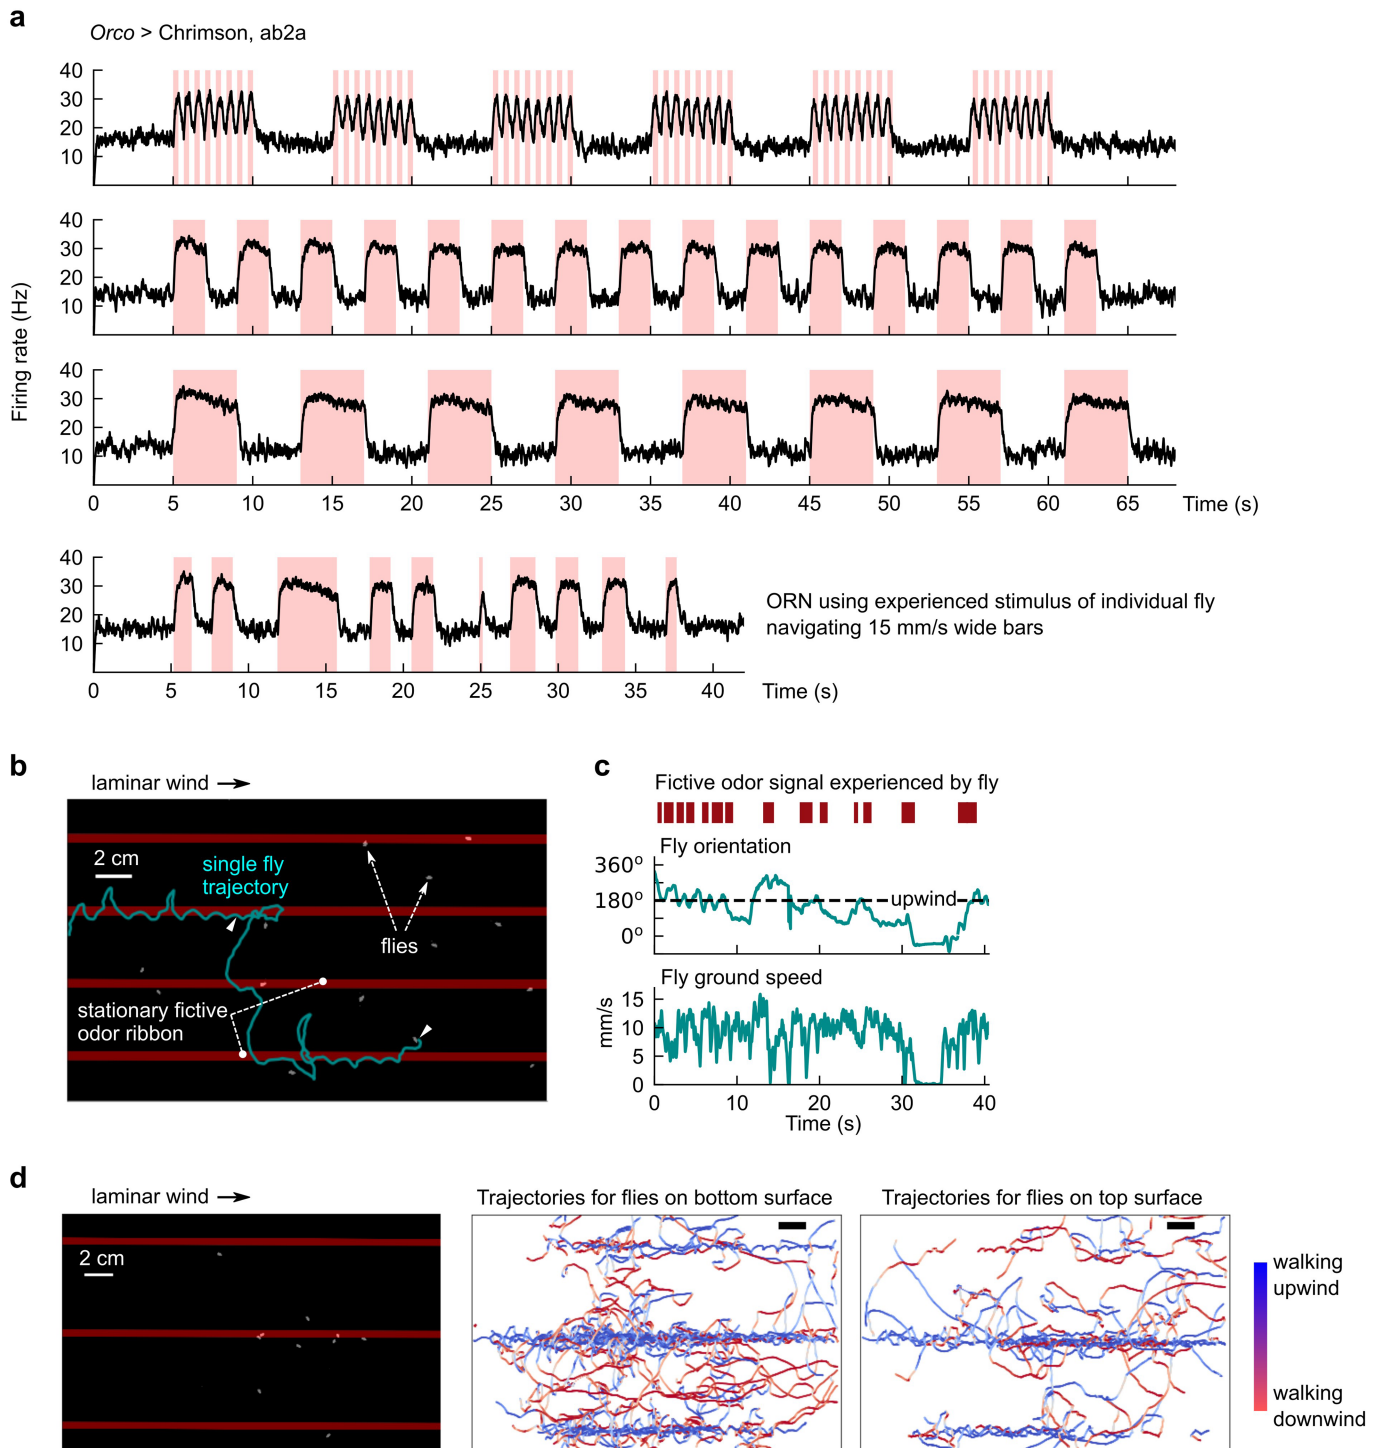 a
Orco > Chrimson, ab2a
40
30
20
10
40
30
20
10
Firing rate (Hz)
40
30
20
10
0 5 10 15 20 25 30 35 40 45 50 55 60 65 Time (s)
40
30
20
10
ORN using experienced stimulus of individual fly
navigating 15 mm/s wide bars
0 5 10 15 20 25 30 35 40 Time (s)
b
laminar wind
2 cm
single fly
trajectory
flies
stationary fictive
odor ribbon
c
Fictive odor signal experienced by fly
Fly orientation
360o
180o
upwind
0o
Fly ground speed
mm/s
15
10
5
0
0 10 20 30 40
Time (s)
d
laminar wind
2 cm
Trajectories for flies on bottom surface
Trajectories for flies on top surface
walking
upwind
walking
downwind